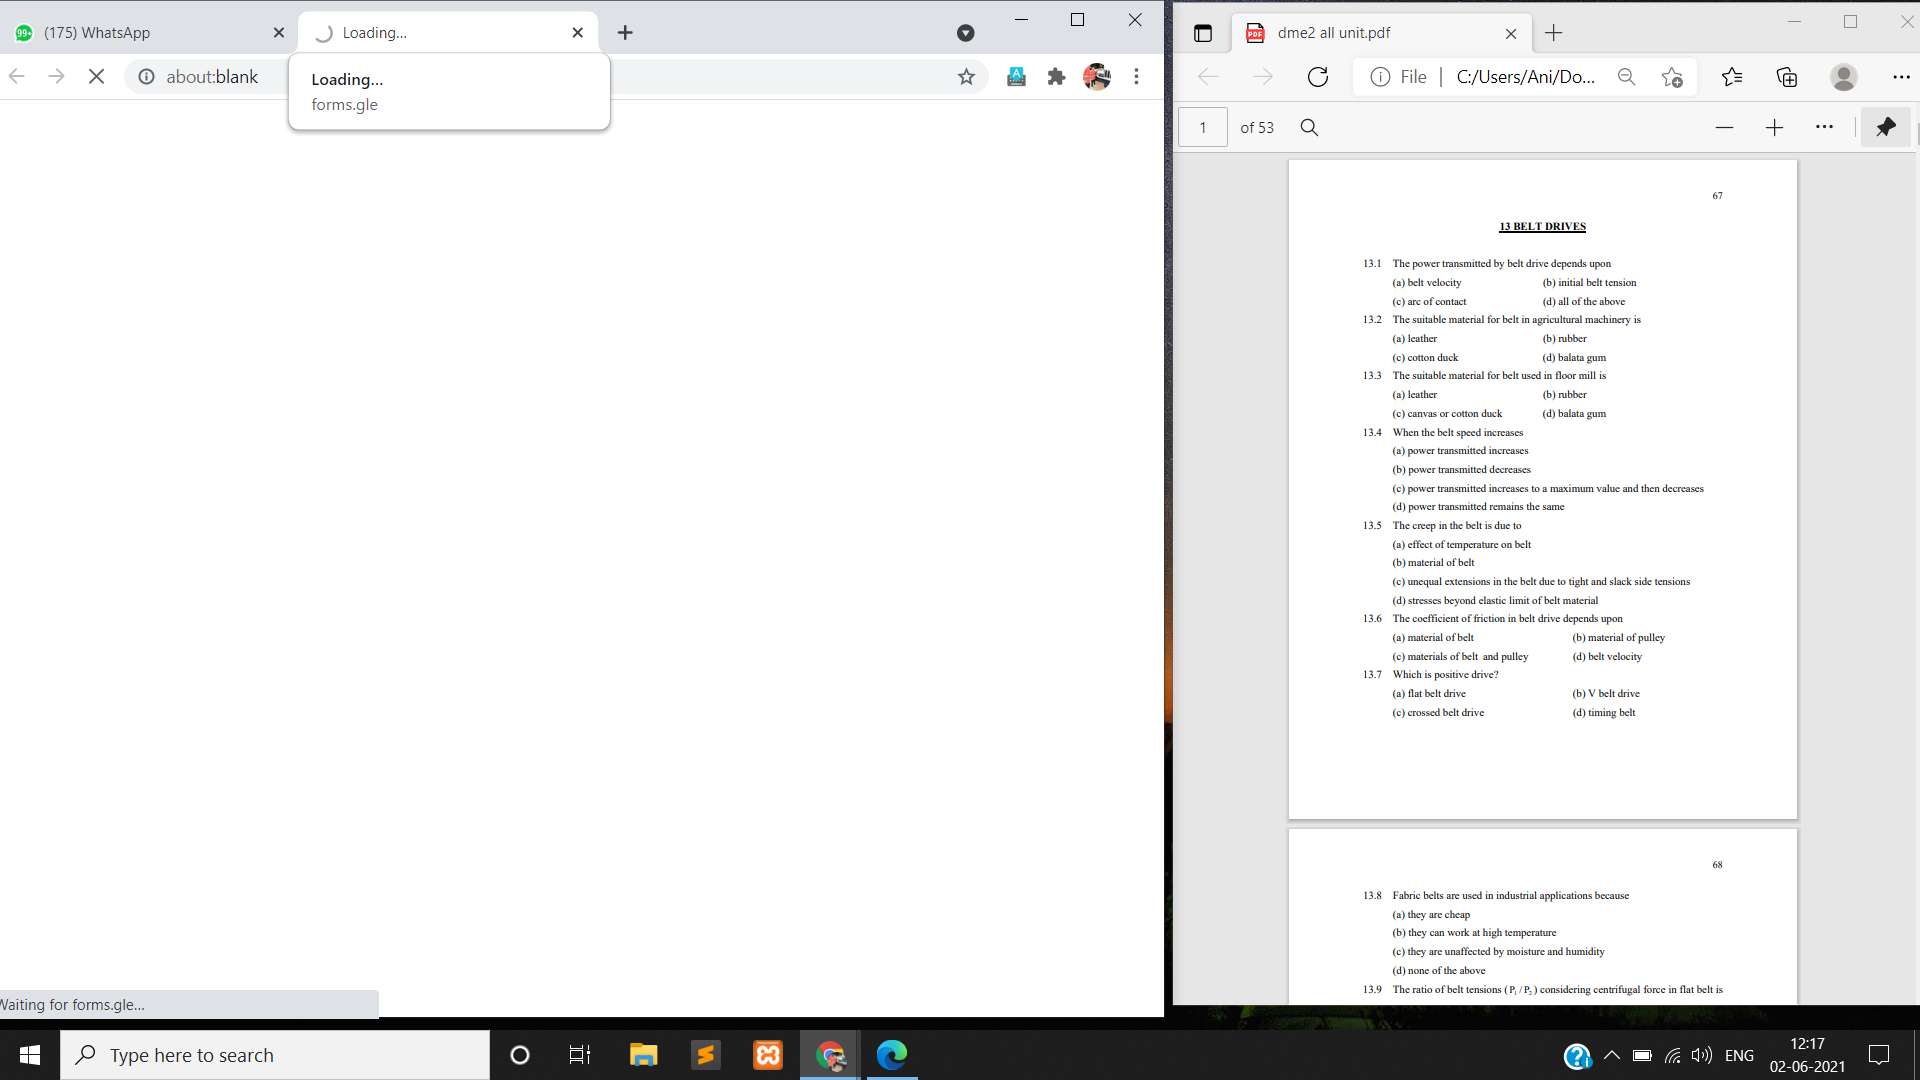 (175) WhatsApp
Loading...
about:blank
Loading...
forms.gle
Waiting for forms.gle...
dme2 all unit.pdf
File | C:/Users/Ani/Do...
1 of 53
67
13 BELT DRIVES
13.1 The power transmitted by belt drive depends upon
(a) belt velocity (b) initial belt tension
(c) arc of contact (d) all of the above
13.2 The suitable material for belt in agricultural machinery is
(a) leather (b) rubber
(c) cotton duck (d) balata gum
13.3 The suitable material for belt used in floor mill is
(a) leather (b) rubber
(c) canvas or cotton duck (d) balata gum
13.4 When the belt speed increases
(a) power transmitted increases
(b) power transmitted decreases
(c) power transmitted increases to a maximum value and then decreases
(d) power transmitted remains the same
13.5 The creep in the belt is due to
(a) effect of temperature on belt
(b) material of belt
(c) unequal extensions in the belt due to tight and slack side tensions
(d) stresses beyond elastic limit of belt material
13.6 The coefficient of friction in belt drive depends upon
(a) material of belt (b) material of pulley
(c) materials of belt and pulley (d) belt velocity
13.7 Which is positive drive?
(a) flat belt drive (b) V belt drive
(c) crossed belt drive (d) timing belt
68
13.8 Fabric belts are used in industrial applications because
(a) they are cheap
(b) they can work at high temperature
(c) they are unaffected by moisture and humidity
(d) none of the above
13.9 The ratio of belt tensions (P₁ / P₂) considering centrifugal force in flat belt is
Type here to search
ENG
12:17
02-06-2021